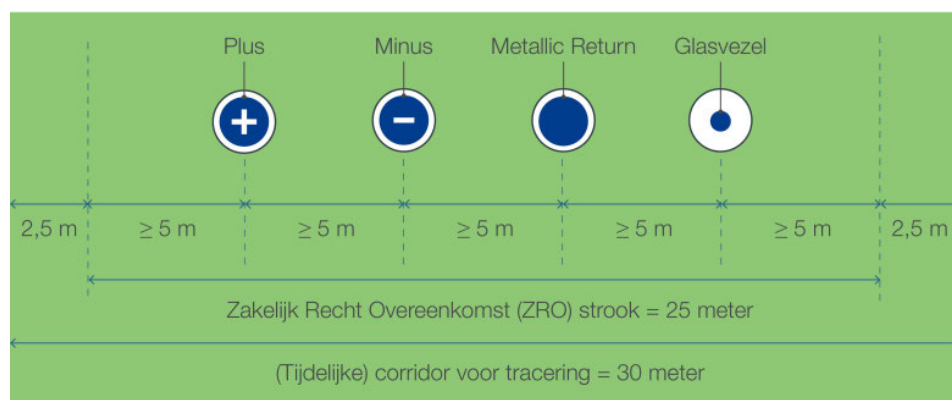 Plus Minus Metallic Return Glasvezel
+ −
2,5 m ≥ 5 m ≥ 5 m ≥ 5 m ≥ 5 m ≥ 5 m 2,5 m
Zakelijk Recht Overeenkomst (ZRO) strook = 25 meter
(Tijdelijke) corridor voor tracering = 30 meter